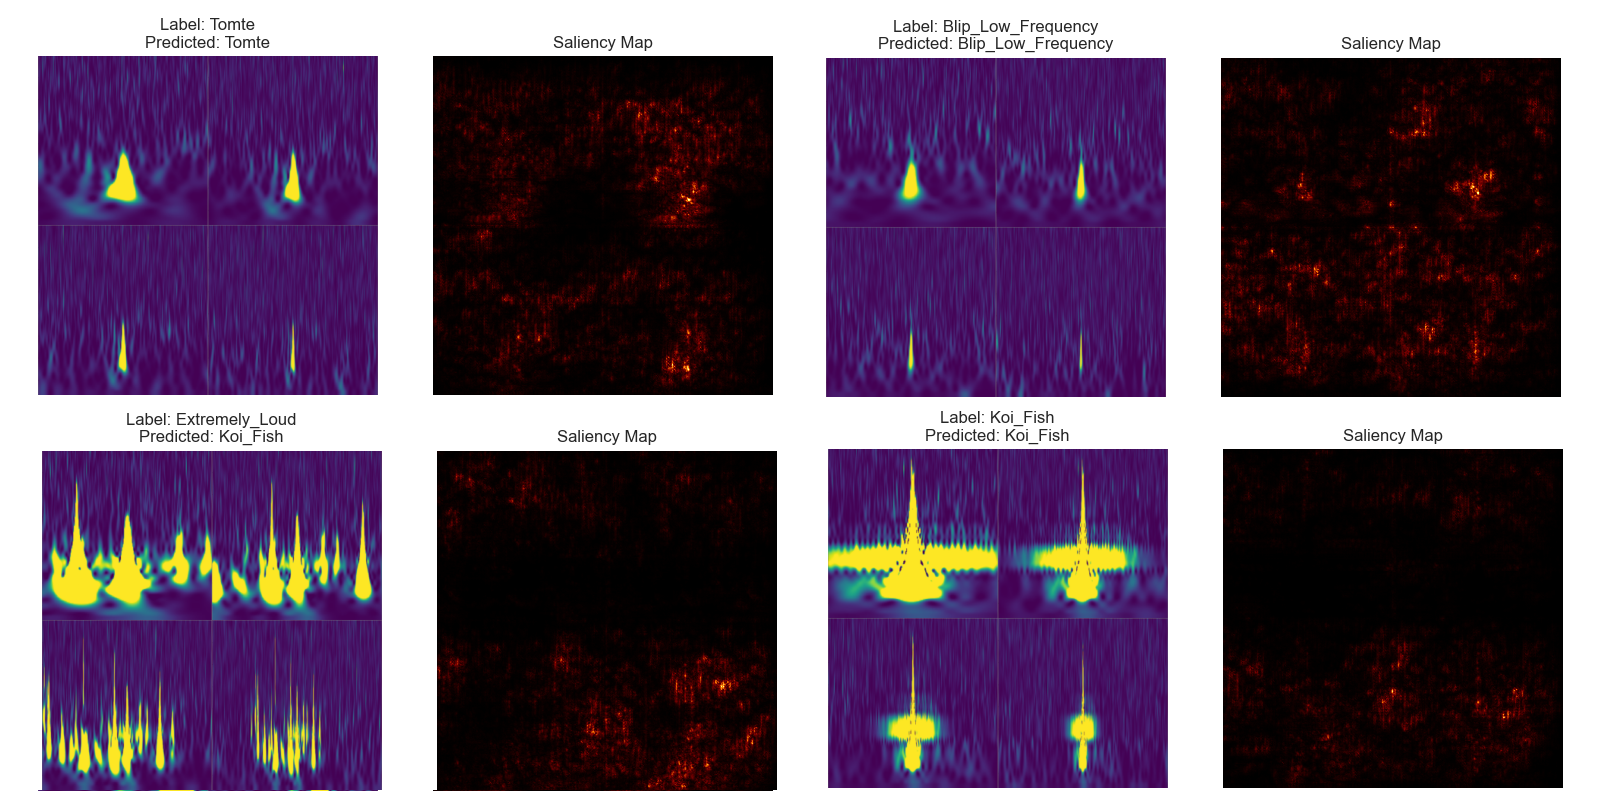 Label: Tomte
Predicted: Tomte
Saliency Map
Label: Blip_Low_Frequency
Predicted: Blip_Low_Frequency
Saliency Map
Label: Extremely_Loud
Predicted: Koi_Fish
Saliency Map
Label: Koi_Fish
Predicted: Koi_Fish
Saliency Map